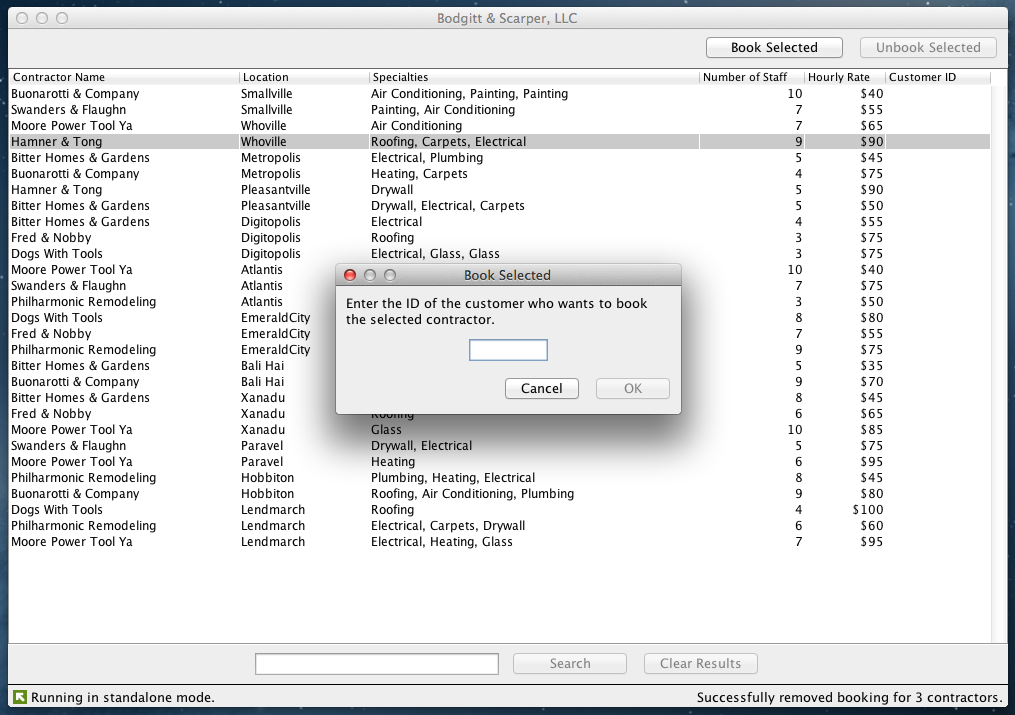 Bodgitt & Scarper, LLC
Book Selected Unbook Selected
Contractor Name Location Specialties Number of Staff Hourly Rate Customer ID
Buonarotti & Company Smallville Air Conditioning, Painting, Painting 10 $40
Swanders & Flaughn Smallville Painting, Air Conditioning 7 $55
Moore Power Tool Ya Whoville Air Conditioning 7 $65
Hamner & Tong Whoville Roofing, Carpets, Electrical 9 $90
Bitter Homes & Gardens Metropolis Electrical, Plumbing 5 $45
Buonarotti & Company Metropolis Heating, Carpets 4 $75
Hamner & Tong Pleasantville Drywall 5 $90
Bitter Homes & Gardens Pleasantville Drywall, Electrical, Carpets 5 $50
Bitter Homes & Gardens Digitopolis Electrical 4 $55
Fred & Nobby Digitopolis Roofing 3 $75
Dogs With Tools Digitopolis Electrical, Glass, Glass 3 $75
Moore Power Tool Ya Atlantis 10 $40
Swanders & Flaughn Atlantis 7 $75
Philharmonic Remodeling Atlantis 3 $50
Dogs With Tools EmeraldCity 8 $80
Fred & Nobby EmeraldCity 7 $55
Philharmonic Remodeling EmeraldCity 9 $75
Bitter Homes & Gardens Bali Hai 5 $35
Buonarotti & Company Bali Hai 9 $70
Bitter Homes & Gardens Xanadu 8 $45
Fred & Nobby Xanadu Roofing 6 $65
Moore Power Tool Ya Xanadu Glass 10 $85
Swanders & Flaughn Paravel Drywall, Electrical 5 $75
Moore Power Tool Ya Paravel Heating 6 $95
Philharmonic Remodeling Hobbiton Plumbing, Heating, Electrical 8 $45
Buonarotti & Company Hobbiton Roofing, Air Conditioning, Plumbing 9 $80
Dogs With Tools Lendmarch Roofing 4 $100
Philharmonic Remodeling Lendmarch Electrical, Carpets, Drywall 6 $60
Moore Power Tool Ya Lendmarch Electrical, Heating, Glass 7 $95
Book Selected
Enter the ID of the customer who wants to book
the selected contractor.
Cancel OK
Search Clear Results
Running in standalone mode. Successfully removed booking for 3 contractors.